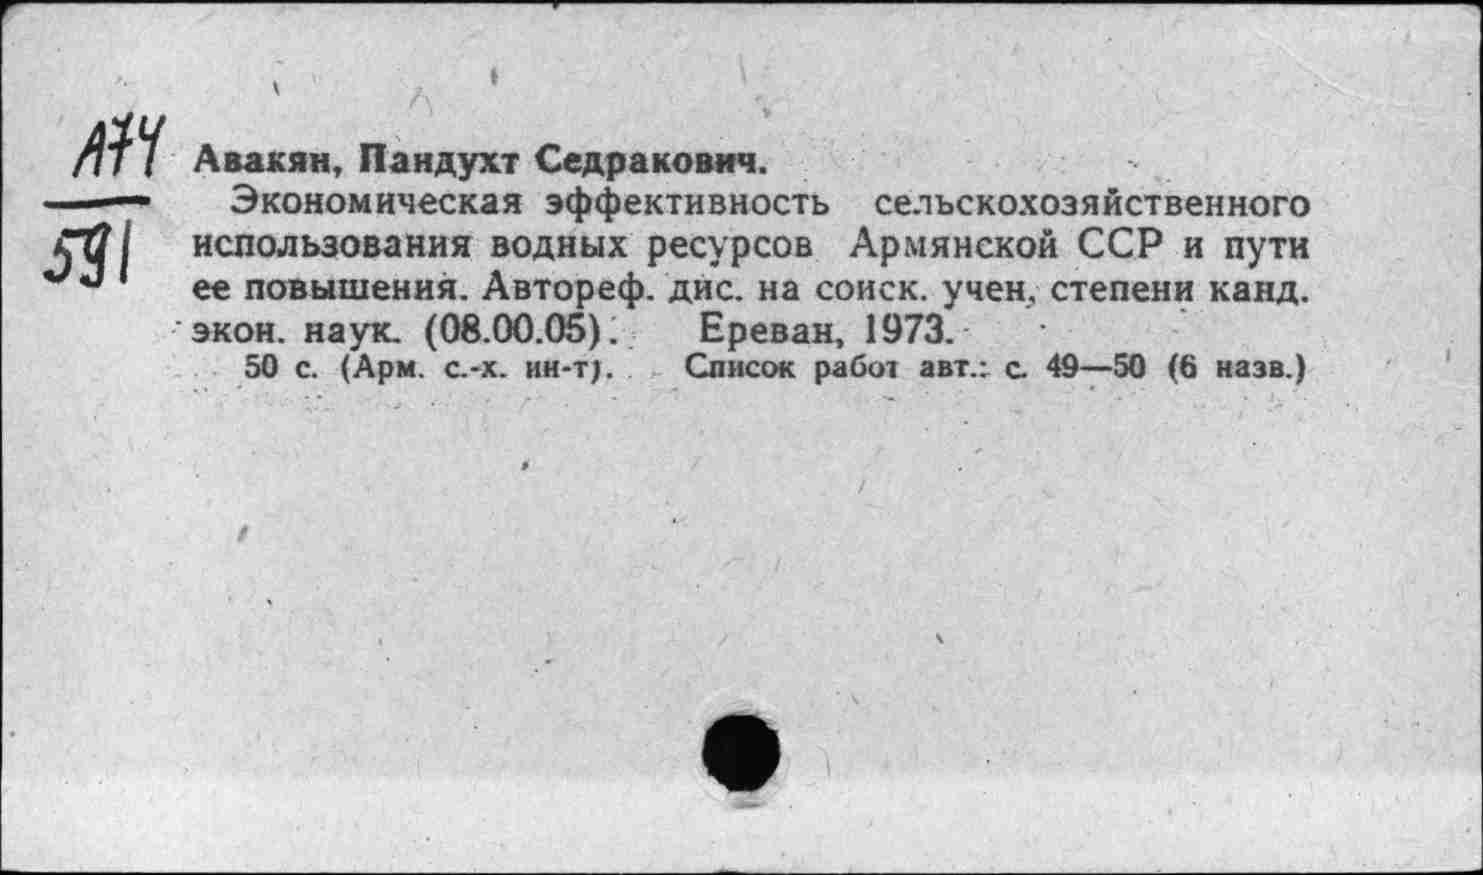 А74
591
Авакян, Пандухт Седракович.
Экономическая эффективность сельскохозяйственного
использования водных ресурсов Армянской ССР и пути
ее повышения. Автореф. дис. на соиск. учен. степени канд.
экон. наук. (08.00.05). Ереван, 1973.
50 с. (Арм. с.-х. ин-т). Список работ авт.: с. 49—50 (6 назв.)